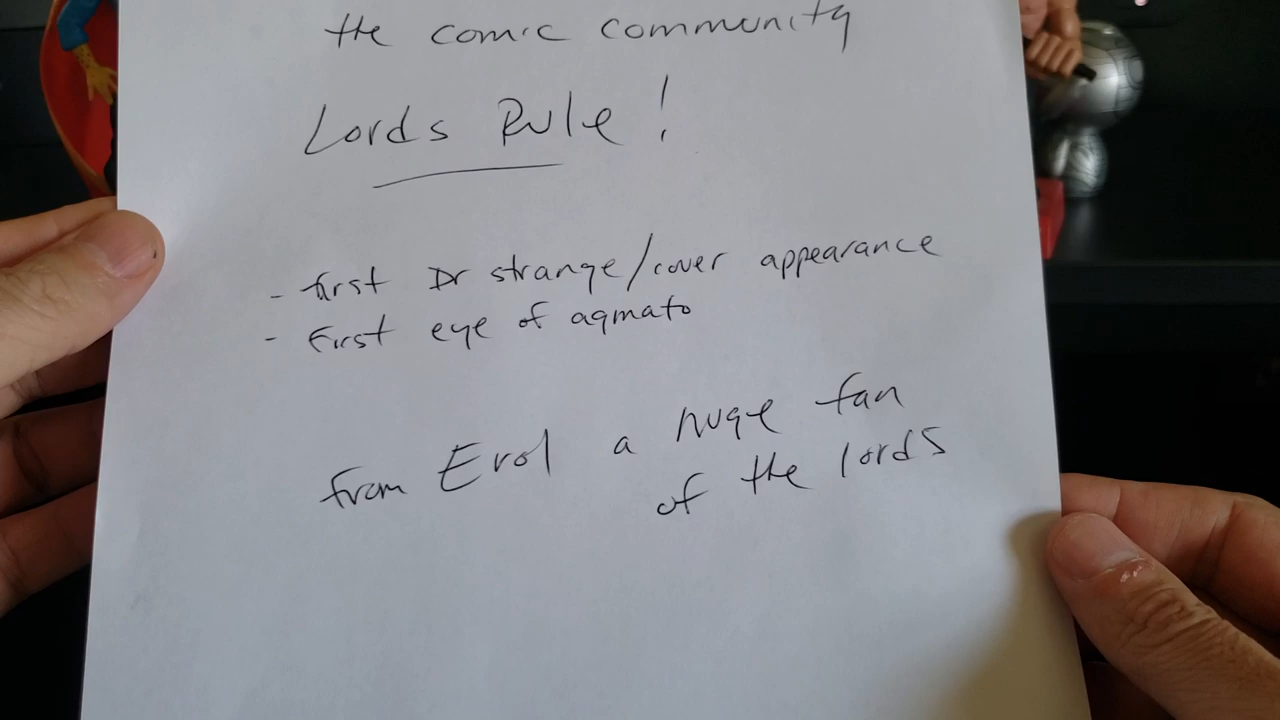 the comic community
Lords Rule!
- first Dr strange/cover appearance
- First eye of agmato
from Erol a huge fan
of the lords